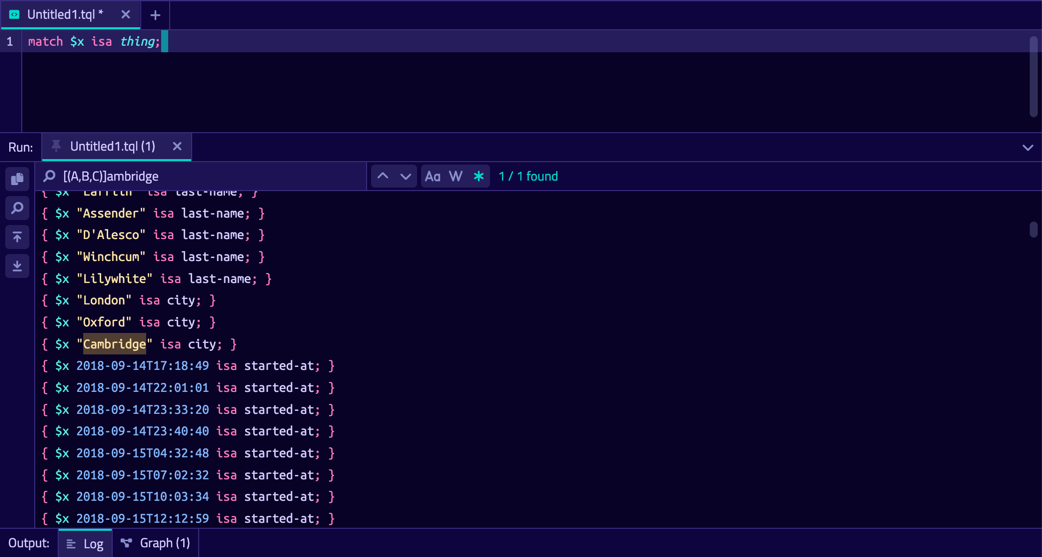 Untitled1.tql *
1 match $x isa thing;
Run: Untitled1.tql (1)
[(A,B,C)]ambridge Aa W * 1 / 1 found
{ $x "Laffin" isa last-name; }
{ $x "Assender" isa last-name; }
{ $x "D'Alesco" isa last-name; }
{ $x "Winchcum" isa last-name; }
{ $x "Lilywhite" isa last-name; }
{ $x "London" isa city; }
{ $x "Oxford" isa city; }
{ $x "Cambridge" isa city; }
{ $x 2018-09-14T17:18:49 isa started-at; }
{ $x 2018-09-14T22:01:01 isa started-at; }
{ $x 2018-09-14T23:33:20 isa started-at; }
{ $x 2018-09-14T23:40:40 isa started-at; }
{ $x 2018-09-15T04:32:48 isa started-at; }
{ $x 2018-09-15T07:02:32 isa started-at; }
{ $x 2018-09-15T10:03:34 isa started-at; }
{ $x 2018-09-15T12:12:59 isa started-at; }
Output: Log Graph (1)